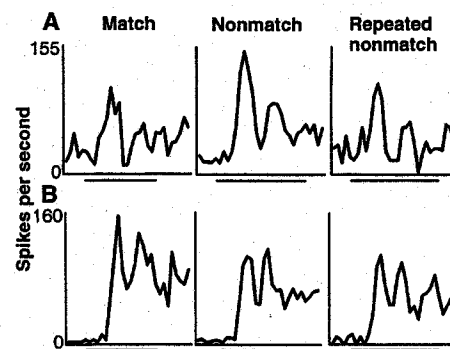 A
Match
Nonmatch
Repeated
nonmatch
155
0
Spikes per second
B
160
0